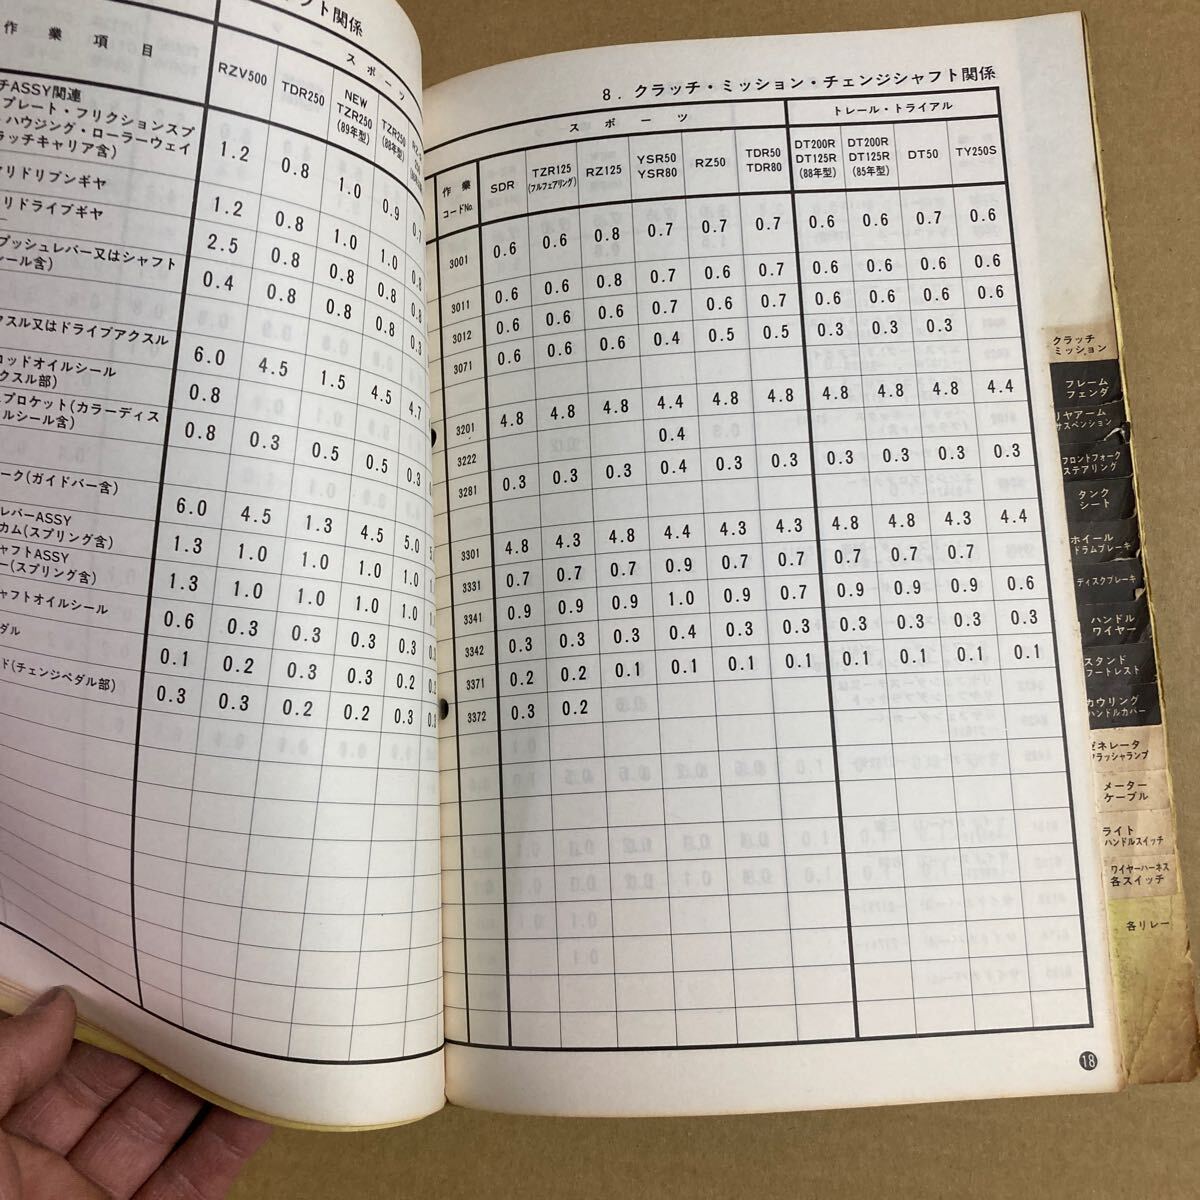 フト関係
作業項目
スポーツ
RZV500 TDR250 NEW TZR250 (89年型) TZR250 (88年型)
チASSY関連
プレート・フリクションスプ
・ハウジング・ローラーウェイ
ラッチキャリア含)
1.2 0.8 1.0 0.9
リドリブンギヤ
1.2 0.8 1.0 1.0 0.8
リドライブギヤ
2.5 0.8 0.8 0.8 0.8
プッシュレバー又はシャフト
シール含)
0.4 0.8 0.8 0.8
クスル又はドライブアクスル
6.0 4.5 1.5 4.5 4.7
ロッドオイルシール
クスル部)
0.8
プロケット(カラーディス
ルシール含)
0.8 0.3 0.5 0.5 0.3
ーク(ガイドバー含)
6.0 4.5 1.3 4.5 5.0
レバーASSY
カム(スプリング含)
1.3 1.0 1.0 1.0 1.0
ャフトASSY
ー(スプリング含)
1.3 1.0 1.0 1.0 1.0
ャフトオイルシール
0.6 0.3 0.3 0.3 0.3
ダル
0.1 0.2 0.3 0.3 0.2
ド(チェンジペダル部)
0.3 0.3 0.2 0.2 0.3
8. クラッチ・ミッション・チェンジシャフト関係
スポーツ トレール・トライアル
作業コードNo. SDR TZR125 (フルフェアリング) RZ125 YSR50 YSR80 RZ50 TDR50 TDR80 DT200R DT125R (88年型) DT200R DT125R (85年型) DT50 TY250S
3001 0.6 0.6 0.8 0.7 0.7 0.7 0.6 0.6 0.7 0.6
3011 0.6 0.6 0.8 0.7 0.6 0.7 0.6 0.6 0.6 0.6
3012 0.6 0.6 0.6 0.7 0.6 0.7 0.6 0.6 0.6 0.6
3071 0.6 0.6 0.6 0.4 0.5 0.5 0.3 0.3 0.3
3201 4.8 4.8 4.8 4.4 4.8 4.8 4.8 4.8 4.8 4.4
3222 0.4
3281 0.3 0.3 0.3 0.4 0.3 0.3 0.3 0.3 0.3 0.3
3301 4.8 4.3 4.8 4.4 4.3 4.3 4.8 4.8 4.3 4.4
3331 0.7 0.7 0.7 0.9 0.7 0.7 0.7 0.7 0.7
3341 0.9 0.9 0.9 1.0 0.9 0.7 0.9 0.9 0.9 0.6
3342 0.3 0.3 0.3 0.4 0.3 0.3 0.3 0.3 0.3 0.3
3371 0.2 0.2 0.1 0.1 0.1 0.1 0.1 0.1 0.1 0.1
3372 0.3 0.2
18
クラッチ
ミッション
フレーム
フェンダ
リヤアーム
サスペンション
フロントフォーク
ステアリング
タンク
シート
ホイール
ドラムブレーキ
ディスクブレーキ
ハンドル
ワイヤー
スタンド
フートレスト
カウリング
ハンドルカバー
ゼネレータ
フラッシャランプ
メーター
ケーブル
ライト
ハンドルスイッチ
ワイヤーハーネス
各スイッチ
各リレー